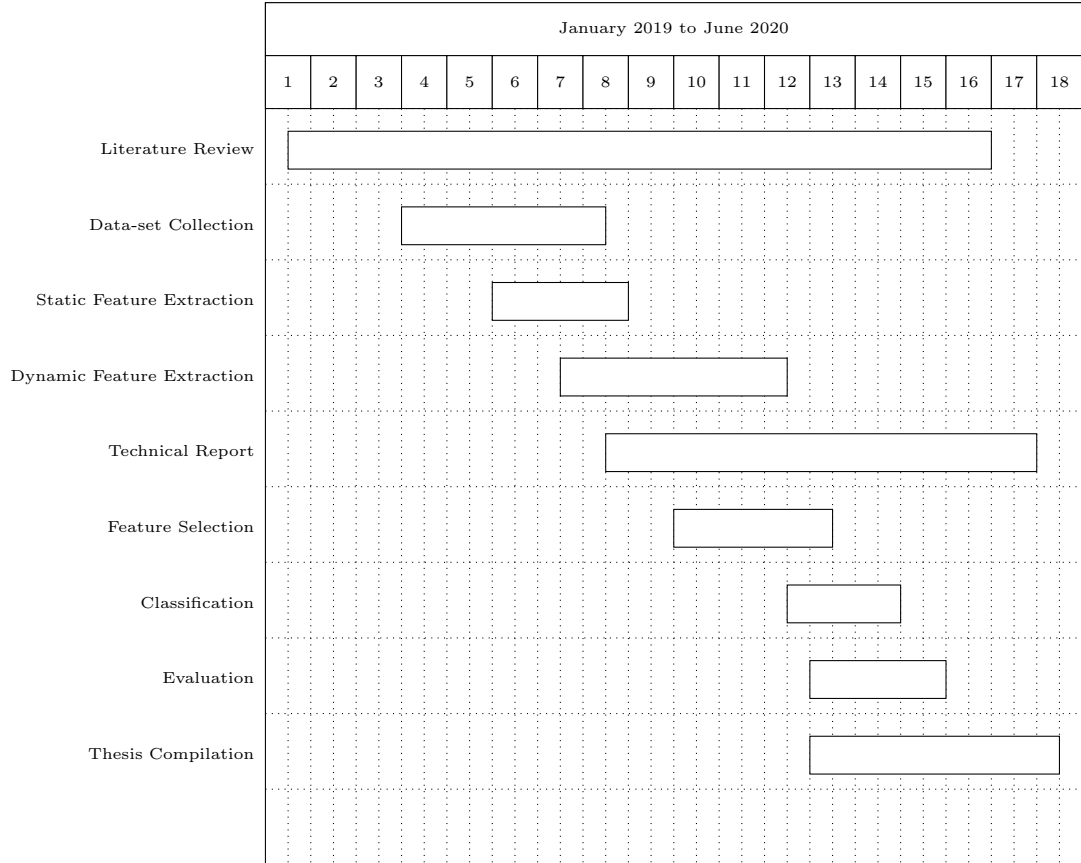 January 2019 to June 2020
1 2 3 4 5 6 7 8 9 10 11 12 13 14 15 16 17 18
Literature Review
Data-set Collection
Static Feature Extraction
Dynamic Feature Extraction
Technical Report
Feature Selection
Classification
Evaluation
Thesis Compilation